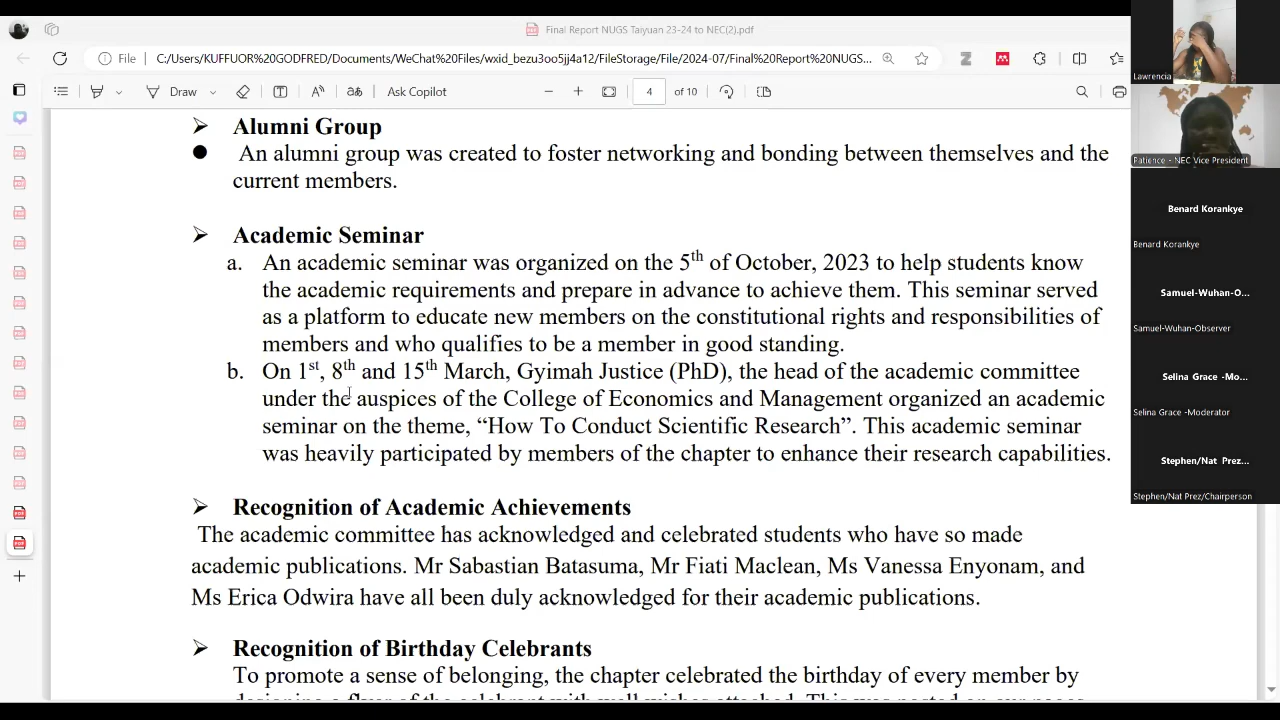 Final Report NUGS Taiyuan 23-24 to NEC(2).pdf
File C:/Users/KUFFUOR%20GODFRED/Documents/WeChat%20Files/wxid_bezu3oo5jj4a12/FileStorage/File/2024-07/Final%20Report%20NUGS...
Draw Ask Copilot 4 of 10
Alumni Group
An alumni group was created to foster networking and bonding between themselves and the
current members.
Academic Seminar
a. An academic seminar was organized on the 5th of October, 2023 to help students know
the academic requirements and prepare in advance to achieve them. This seminar served
as a platform to educate new members on the constitutional rights and responsibilities of
members and who qualifies to be a member in good standing.
b. On 1st, 8th and 15th March, Gyimah Justice (PhD), the head of the academic committee
under the auspices of the College of Economics and Management organized an academic
seminar on the theme, “How To Conduct Scientific Research”. This academic seminar
was heavily participated by members of the chapter to enhance their research capabilities.
Recognition of Academic Achievements
The academic committee has acknowledged and celebrated students who have so made
academic publications. Mr Sabastian Batasuma, Mr Fiati Maclean, Ms Vanessa Enyonam, and
Ms Erica Odwira have all been duly acknowledged for their academic publications.
Recognition of Birthday Celebrants
To promote a sense of belonging, the chapter celebrated the birthday of every member by
Lawrencia
Patience - NEC Vice President
Benard Korankye
Benard Korankye
Samuel-Wuhan-O...
Samuel-Wuhan-Observer
Selina Grace -Mo...
Selina Grace -Moderator
Stephen/Nat Prez...
Stephen/Nat Prez/Chairperson